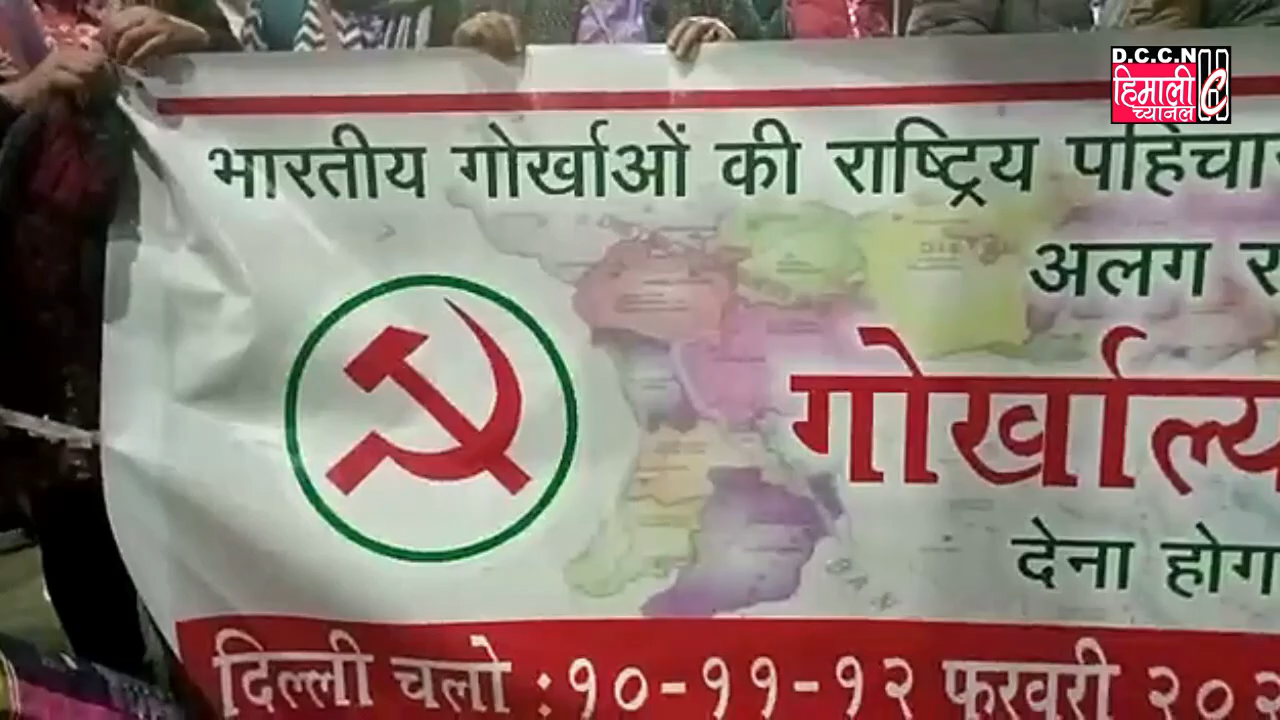 D.C.C.N
हिमाली
च्यानल
भारतीय गोर्खाओं की राष्ट्रिय
अलग
देना
दिल्ली चलो : १०-११-१२ फरवरी